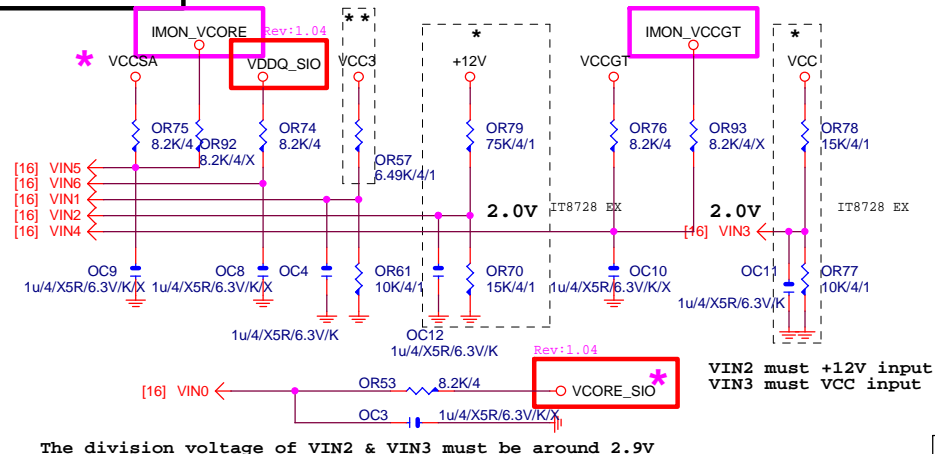 IMON_VCORE
Rev:1.04
**
IMON_VCCGT
*
VCCSA
VDDQ_SIO
VCC3
*
+12V
VCCGT
*
VCC
OR75
8.2K/4
OR92
8.2K/4/X
OR74
8.2K/4
OR57
6.49K/4/1
OR79
75K/4/1
OR76
8.2K/4
OR93
8.2K/4/X
OR78
15K/4/1
[16] VIN5
[16] VIN6
[16] VIN1
[16] VIN2
[16] VIN4
2.0V
IT8728 EX
2.0V
IT8728 EX
[16] VIN3
OC9
1u/4/X5R/6.3V/K/X
OC8
1u/4/X5R/6.3V/K/X
OC4
1u/4/X5R/6.3V/K
OR61
10K/4/1
OC12
1u/4/X5R/6.3V/K
OR70
15K/4/1
OC10
1u/4/X5R/6.3V/K/X
OC11
1u/4/X5R/6.3V/K
OR77
10K/4/1
Rev:1.04
VIN2 must +12V input
VIN3 must VCC input
[16] VIN0
OR53
8.2K/4
VCORE_SIO
*
OC3
1u/4/X5R/6.3V/K/X
The division voltage of VIN2 & VIN3 must be around 2.9V